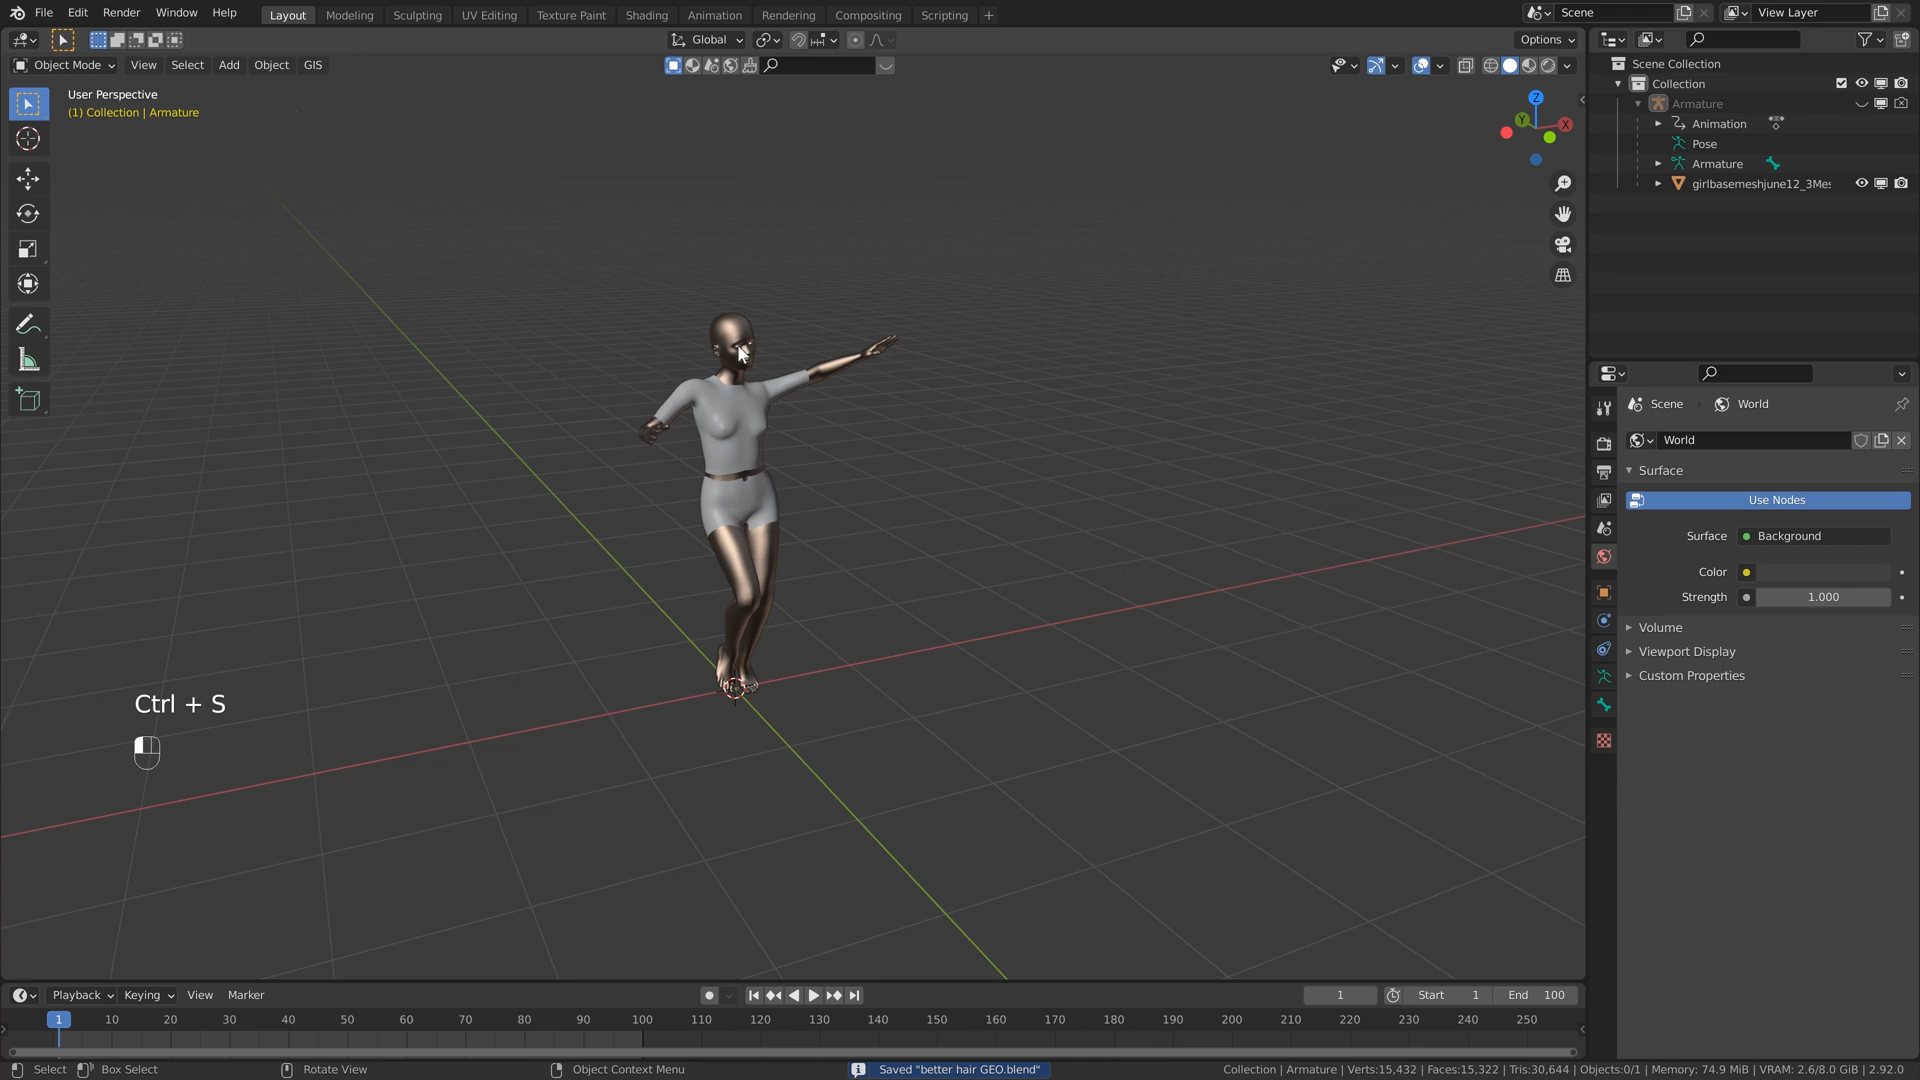 File Edit Render Window Help Layout Modeling Sculpting UV Editing Texture Paint Shading Animation Rendering Compositing Scripting + Scene View Layer
Global Options
Object Mode View Select Add Object GIS
User Perspective
(1) Collection | Armature
Z
Y
X
Scene Collection
Collection
Armature
Animation
Pose
Armature
girlbasemeshjune12_3Mes
Scene World
World
Surface
Use Nodes
Surface Background
Color
Strength 1.000
Volume
Viewport Display
Custom Properties
Ctrl + S
Playback Keying View Marker 1 Start 1 End 100
1 10 20 30 40 50 60 70 80 90 100 110 120 130 140 150 160 170 180 190 200 210 220 230 240 250
Select Box Select Rotate View Object Context Menu Saved "better hair GEO.blend" Collection | Armature | Verts:15,432 | Faces:15,322 | Tris:30,644 | Objects:0/1 | Memory: 74.9 MiB | VRAM: 2.6/8.0 GiB | 2.92.0